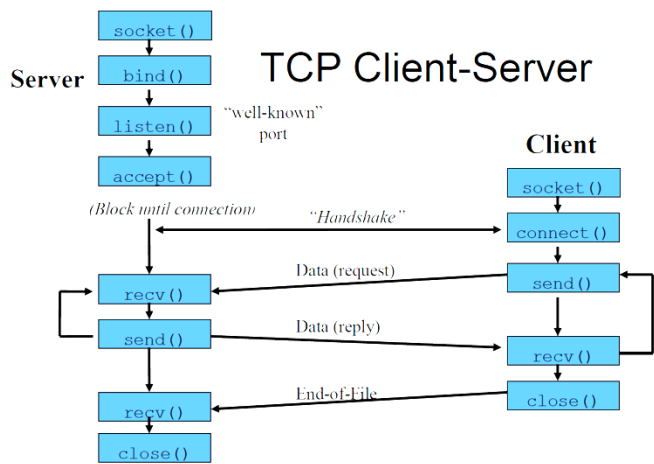 TCP Client-Server
Server
socket()
bind()
listen()
"well-known"
port
accept()
(Block until connection)
Client
socket()
"Handshake"
connect()
Data (request)
send()
recv()
Data (reply)
send()
recv()
End-of-File
close()
recv()
close()